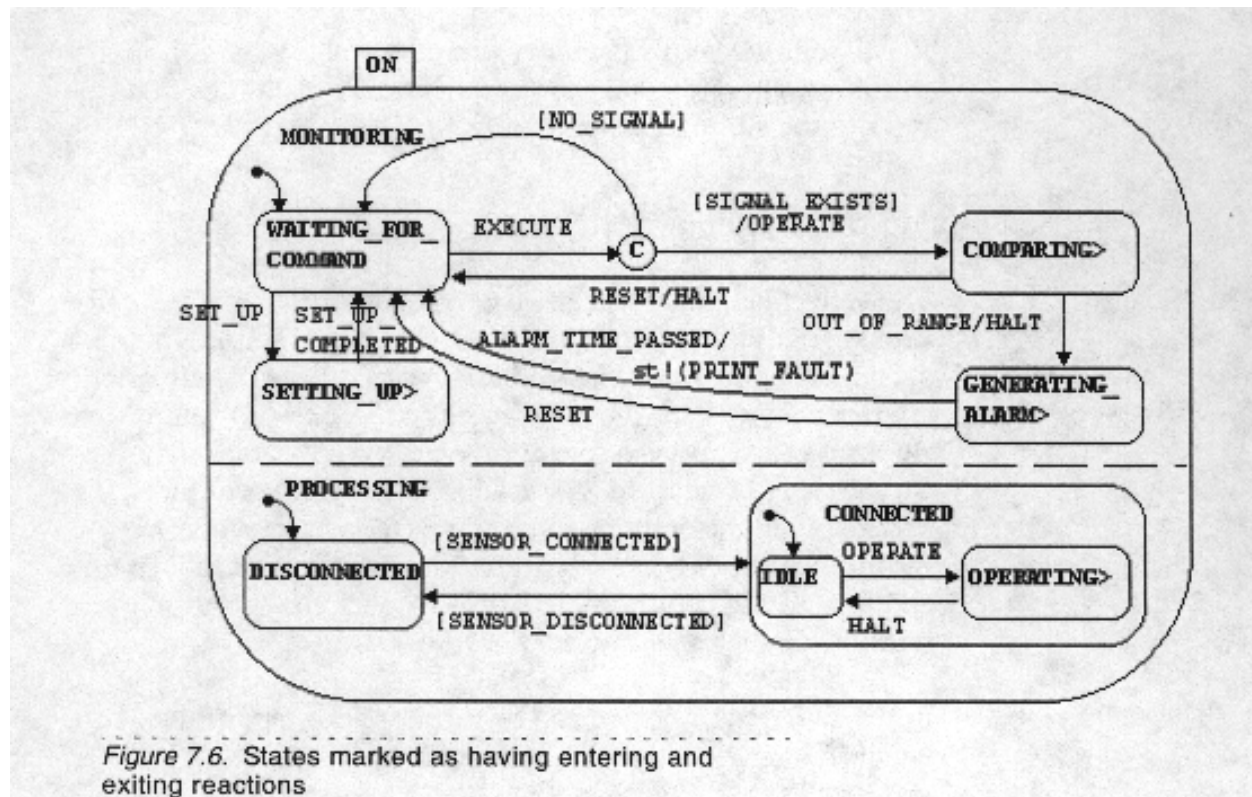 ON
[NO_SIGNAL]
MONITORING
[SIGNAL_EXISTS]
/OPERATE
WAITING_FOR_
COMMAND
EXECUTE
C
COMPARING>
RESET/HALT
SET_UP
SET_UP_
COMPLETED
OUT_OF_RANGE/HALT
ALARM_TIME_PASSED/
st!(PRINT_FAULT)
SETTING_UP>
GENERATING_
ALARM>
RESET
PROCESSING
CONNECTED
[SENSOR_CONNECTED]
OPERATE
DISCONNECTED
IDLE
OPERATING>
[SENSOR_DISCONNECTED]
HALT
Figure 7.6. States marked as having entering and
exiting reactions